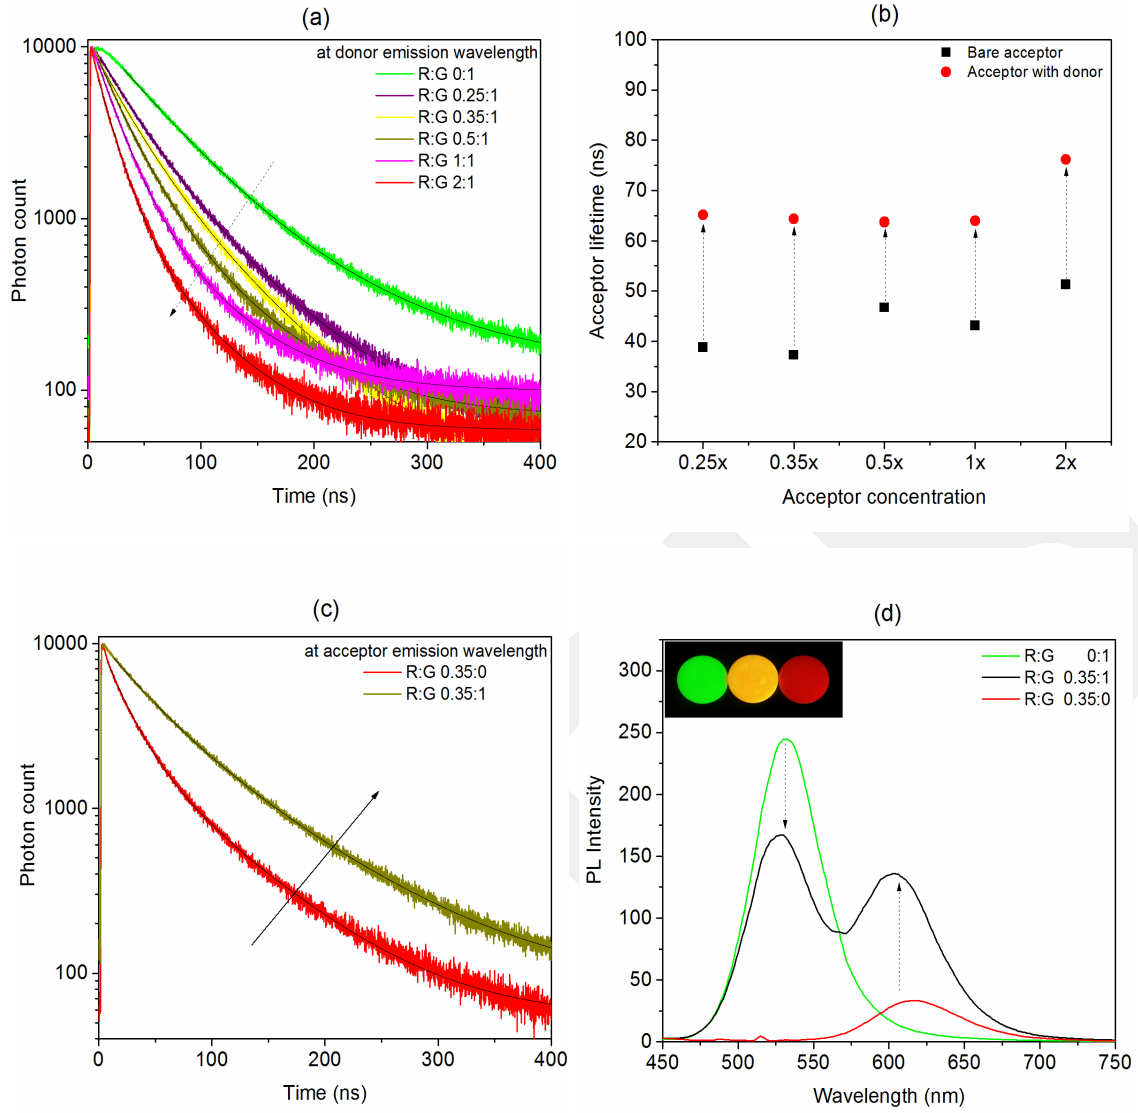 (a)
at donor emission wavelength
R:G 0:1
R:G 0.25:1
R:G 0.35:1
R:G 0.5:1
R:G 1:1
R:G 2:1
10000
1000
100
Photon count
0 100 200 300 400
Time (ns)
(b)
Bare acceptor
Acceptor with donor
100
90
80
70
60
50
40
30
20
Acceptor lifetime (ns)
0.25x 0.35x 0.5x 1x 2x
Acceptor concentration
(c)
at acceptor emission wavelength
R:G 0.35:0
R:G 0.35:1
10000
1000
100
Photon count
0 100 200 300 400
Time (ns)
(d)
R:G 0:1
R:G 0.35:1
R:G 0.35:0
300
250
200
150
100
50
0
PL Intensity
450 500 550 600 650 700 750
Wavelength (nm)